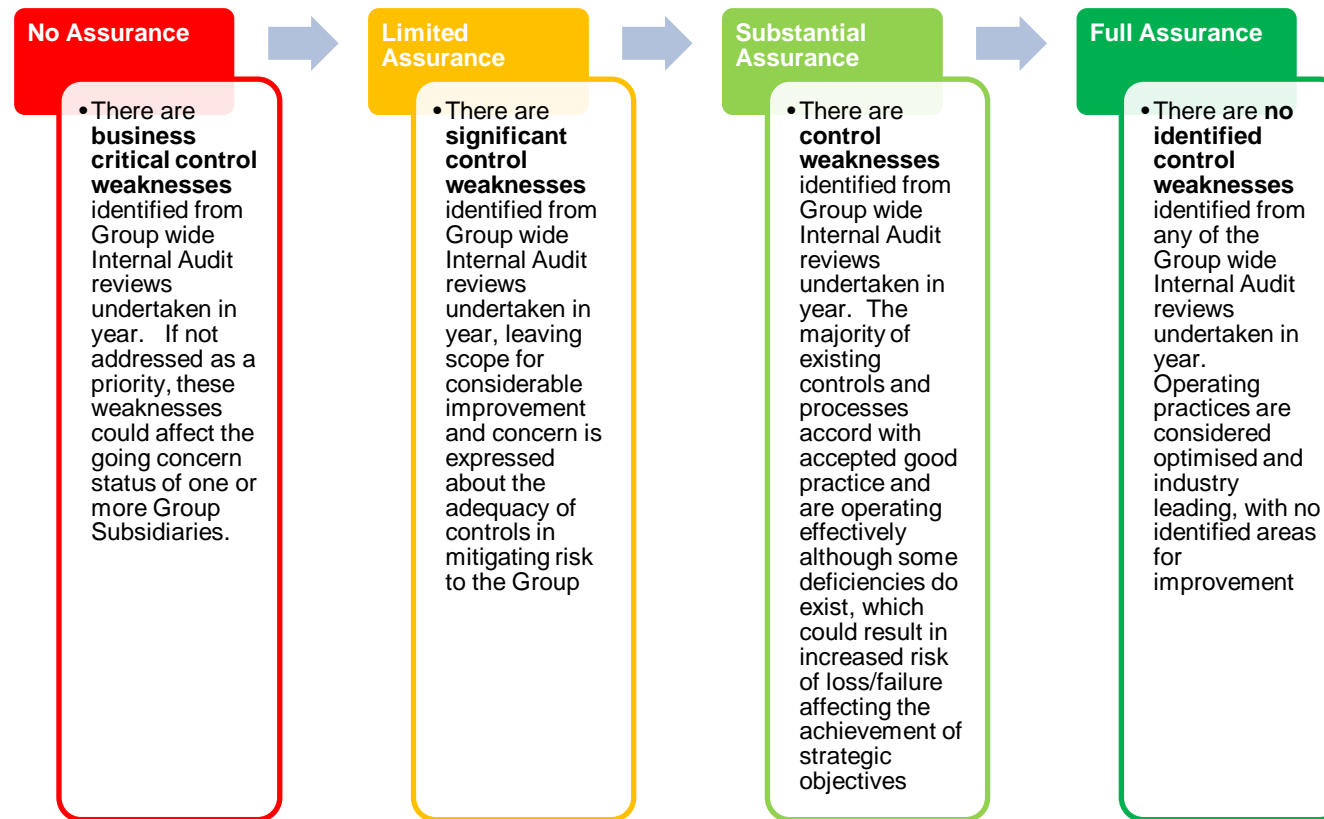 No Assurance
•There are
business
critical control
weaknesses
identified from
Group wide
Internal Audit
reviews
undertaken in
year.   If not
addressed as a
priority, these
weaknesses
could affect the
going concern
status of one or
more Group
Subsidiaries.
Limited
Assurance
•There are
significant
control
weaknesses
identified from
Group wide
Internal Audit
reviews
undertaken in
year, leaving
scope for
considerable
improvement
and concern is
expressed
about the
adequacy of
controls in
mitigating risk
to the Group
Substantial
Assurance
•There are
control
weaknesses
identified from
Group wide
Internal Audit
reviews
undertaken in
year.  The
majority of
existing
controls and
processes
accord with
accepted good
practice and
are operating
effectively
although some
deficiencies do
exist, which
could result in
increased risk
of loss/failure
affecting the
achievement of
strategic
objectives
Full Assurance
•There are no
identified
control
weaknesses
identified from
any of the
Group wide
Internal Audit
reviews
undertaken in
year.
Operating
practices are
considered
optimised and
industry
leading, with no
identified areas
for
improvement